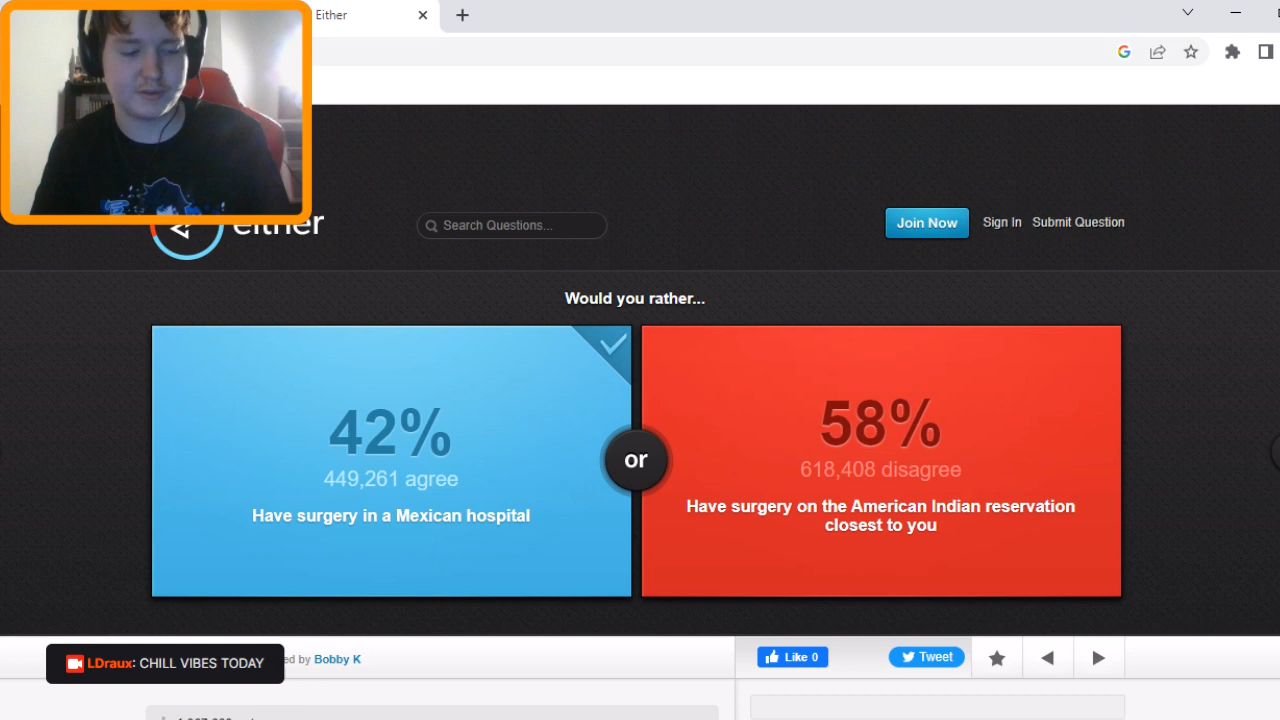 Either
either
Search Questions...
Join Now
Sign In
Submit Question
Would you rather...
42%
449,261 agree
Have surgery in a Mexican hospital
or
58%
618,408 disagree
Have surgery on the American Indian reservation
closest to you
LDraux: CHILL VIBES TODAY
ed by Bobby K
Like 0
Tweet